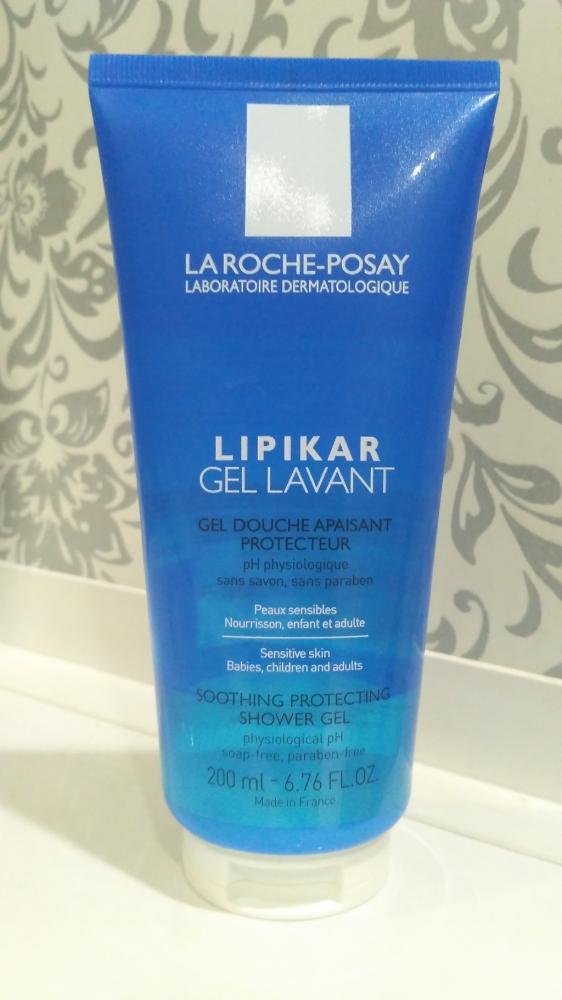 LA ROCHE-POSAY
LABORATOIRE DERMATOLOGIQUE
LIPIKAR
GEL LAVANT
GEL DOUCHE APAISANT
PROTECTEUR
pH physiologique
sans savon, sans paraben
Peaux sensibles
Nourrisson, enfant et adulte
Sensitive skin
Babies, children and adults
SOOTHING PROTECTING
SHOWER GEL
physiological pH
soap-free, paraben-free
200 ml - 6.76 FL.OZ.
Made in France